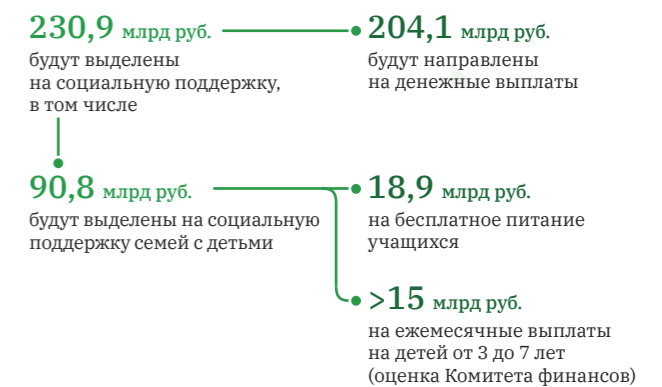 230,9 млрд руб.
будут выделены
на социальную поддержку,
в том числе
204,1 млрд руб.
будут направлены
на денежные выплаты
90,8 млрд руб.
будут выделены на социальную
поддержку семей с детьми
18,9 млрд руб.
на бесплатное питание
учащихся
>15 млрд руб.
на ежемесячные выплаты
на детей от 3 до 7 лет
(оценка Комитета финансов)